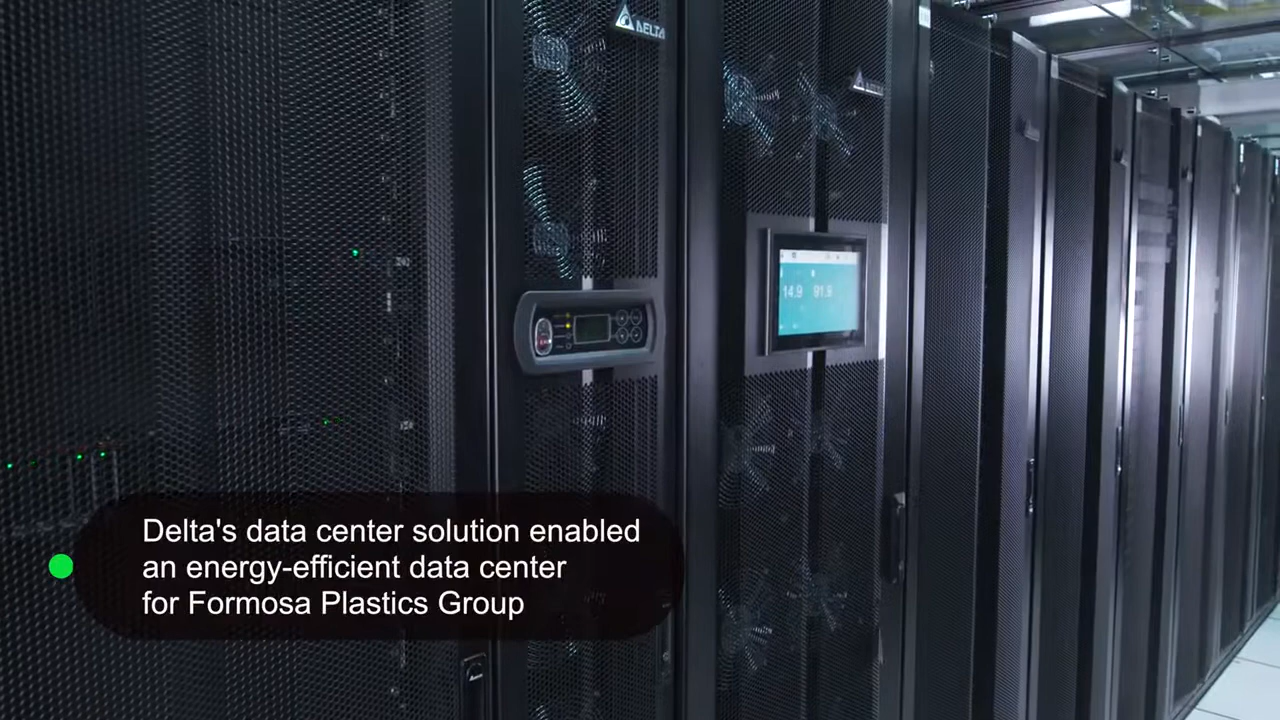 DELTA
14.9 91.9
Delta's data center solution enabled
an energy-efficient data center
for Formosa Plastics Group